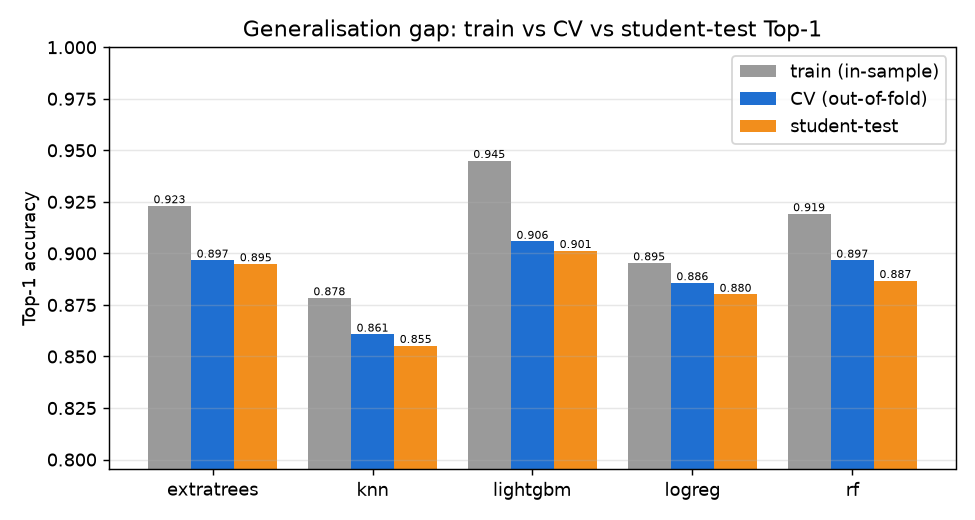 Generalisation gap: train vs CV vs student-test Top-1
train (in-sample)
CV (out-of-fold)
student-test
Top-1 accuracy
1.000
0.975
0.950
0.925
0.900
0.875
0.850
0.825
0.800
0.923
0.897
0.895
0.878
0.861
0.855
0.945
0.906
0.901
0.895
0.886
0.880
0.919
0.897
0.887
extratrees
knn
lightgbm
logreg
rf